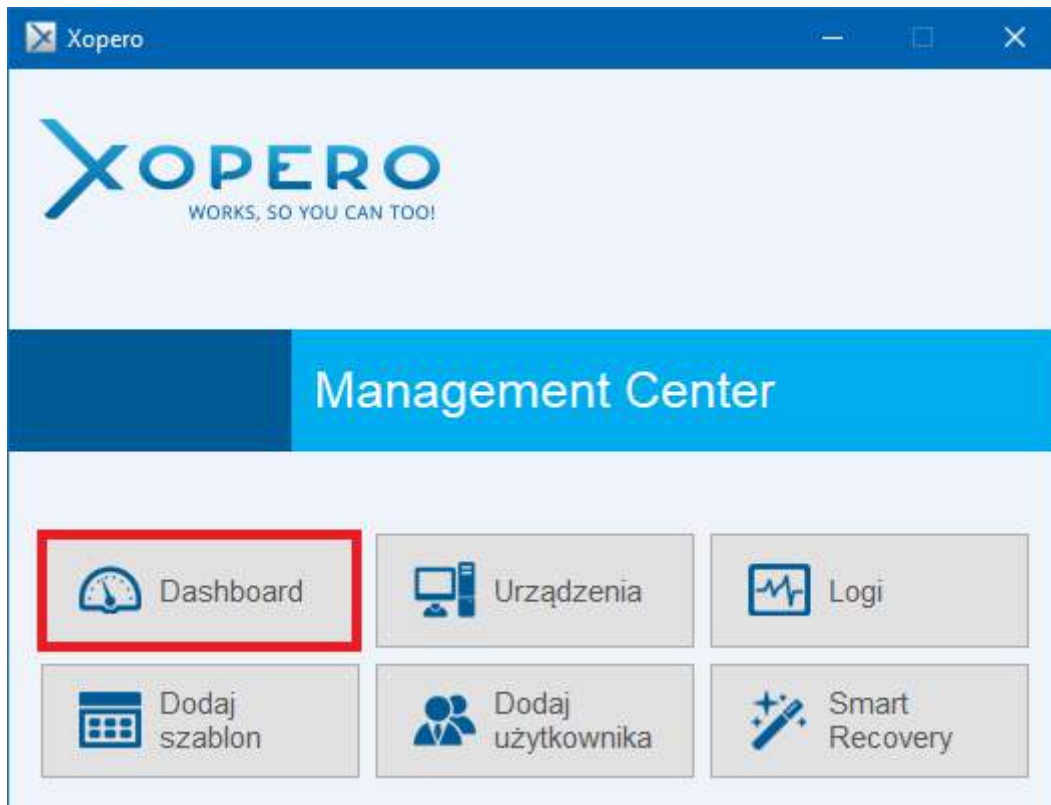 Xopero
XOPERO
WORKS, SO YOU CAN TOO!
Management Center
Dashboard
Urządzenia
Logi
Dodaj
szablon
Dodaj
użytkownika
Smart
Recovery